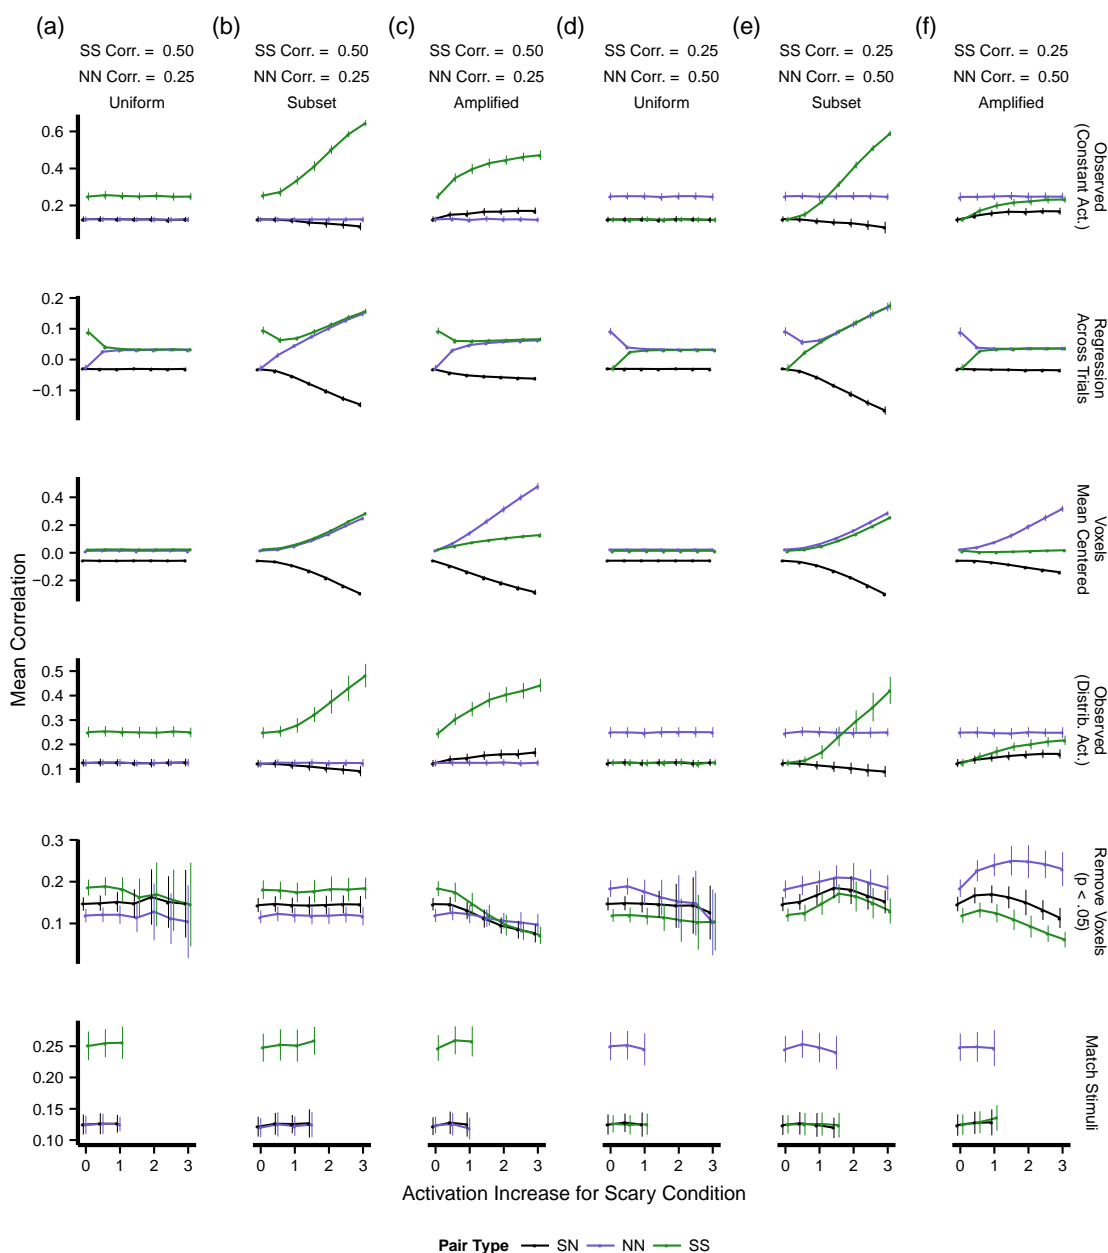 (a) (b) (c) (d) (e) (f)
SS Corr. = 0.50 SS Corr. = 0.50 SS Corr. = 0.50 SS Corr. = 0.25 SS Corr. = 0.25 SS Corr. = 0.25
NN Corr. = 0.25 NN Corr. = 0.25 NN Corr. = 0.25 NN Corr. = 0.50 NN Corr. = 0.50 NN Corr. = 0.50
Uniform Subset Amplified Uniform Subset Amplified
0.6
0.4
0.2
Observed
(Constant Act.)
0.2
0.1
0.0
−0.1
Regression
Across Trials
0.4
0.2
0.0
−0.2
Voxels
Mean Centered
Mean Correlation
0.5
0.4
0.3
0.2
0.1
Observed
(Distrib. Act.)
0.3
0.2
0.1
Remove Voxels
(p < .05)
0.25
0.20
0.15
0.10
Match Stimuli
0 1 2 3 0 1 2 3 0 1 2 3 0 1 2 3 0 1 2 3 0 1 2 3
Activation Increase for Scary Condition
Pair Type SN NN SS